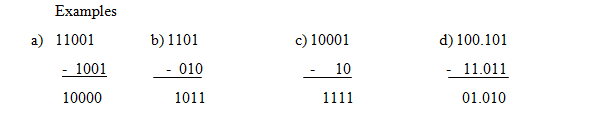 Examples
a) 11001 b) 1101 c) 10001 d) 100.101
- 1001 - 010 - 10 - 11.011
10000 1011 1111 01.010